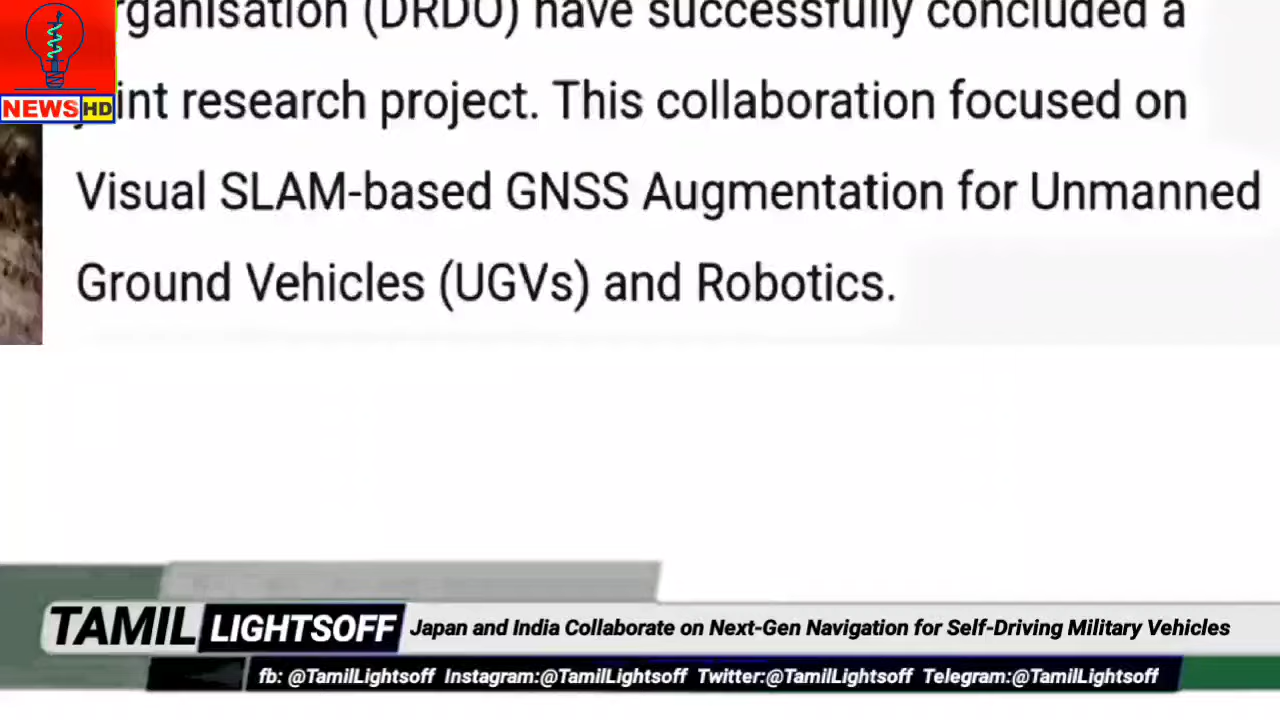 rganisation (DRDO) have successfully concluded a
joint research project. This collaboration focused on
Visual SLAM-based GNSS Augmentation for Unmanned
Ground Vehicles (UGVs) and Robotics.
NEWS HD
TAMIL LIGHTSOFF Japan and India Collaborate on Next-Gen Navigation for Self-Driving Military Vehicles
fb: @TamilLightsoff Instagram:@TamilLightsoff Twitter:@TamilLightsoff Telegram:@TamilLightsoff